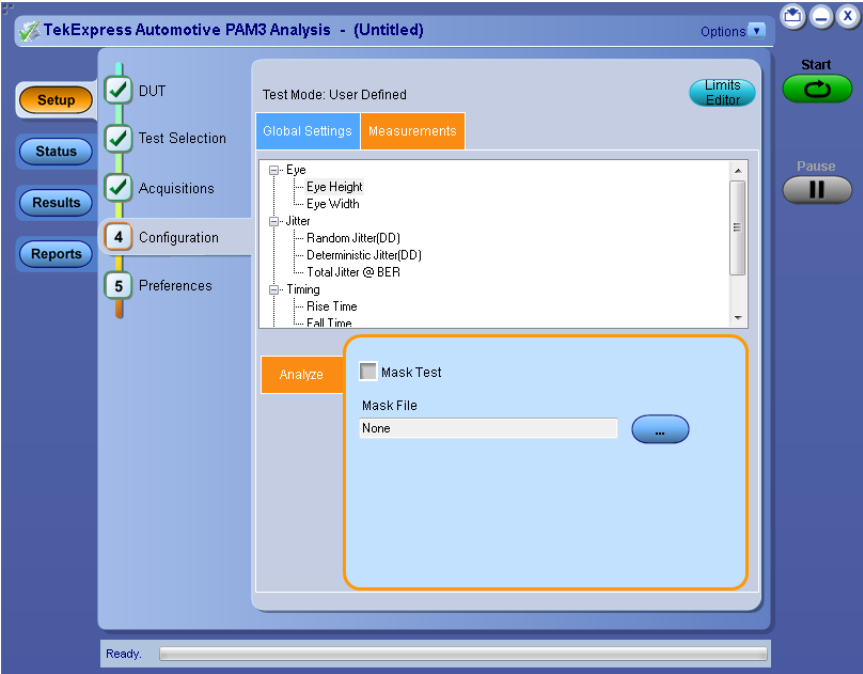 TekExpress Automotive PAM3 Analysis - (Untitled)
Options
Start
Pause
Setup
Status
Results
Reports
DUT
Test Selection
Acquisitions
4 Configuration
5 Preferences
Test Mode: User Defined
Limits
Editor
Global Settings
Measurements
Eye
Eye Height
Eye Width
Jitter
Random Jitter(DD)
Deterministic Jitter(DD)
Total Jitter @ BER
Timing
Rise Time
Fall Time
Analyze
Mask Test
Mask File
None
...
Ready.